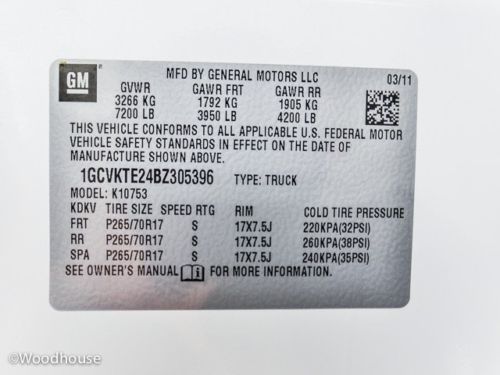 GM
MFD BY GENERAL MOTORS LLC 03/11
GVWR GAWR FRT GAWR RR
3266 KG 1792 KG 1905 KG
7200 LB 3950 LB 4200 LB
THIS VEHICLE CONFORMS TO ALL APPLICABLE U.S. FEDERAL MOTOR
VEHICLE SAFETY STANDARDS IN EFFECT ON THE DATE OF
MANUFACTURE SHOWN ABOVE.
1GCVKTE24BZ305396 TYPE: TRUCK
MODEL: K10753
KDKV TIRE SIZE SPEED RTG RIM COLD TIRE PRESSURE
FRT P265/70R17 S 17X7.5J 220KPA(32PSI)
RR P265/70R17 S 17X7.5J 260KPA(38PSI)
SPA P265/70R17 S 17X7.5J 240KPA(35PSI)
SEE OWNER'S MANUAL FOR MORE INFORMATION
©Woodhouse